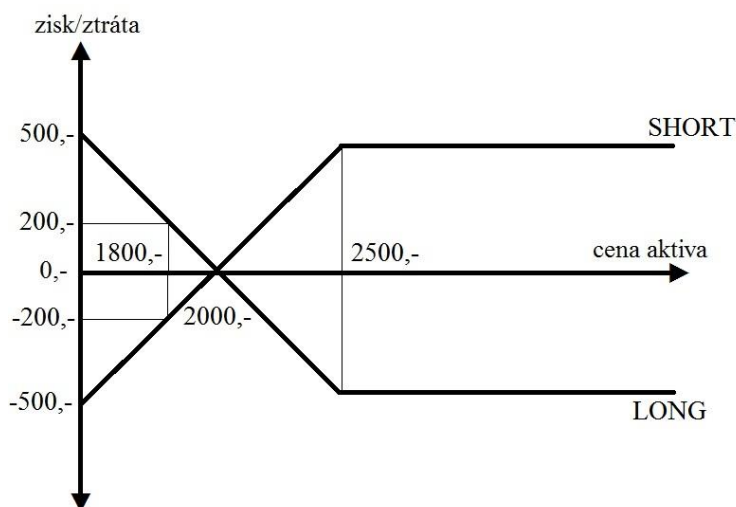 zisk/ztráta
500,-
SHORT
200,-
1800,-
2500,-
cena aktiva
0,-
-200,-
2000,-
-500,-
LONG